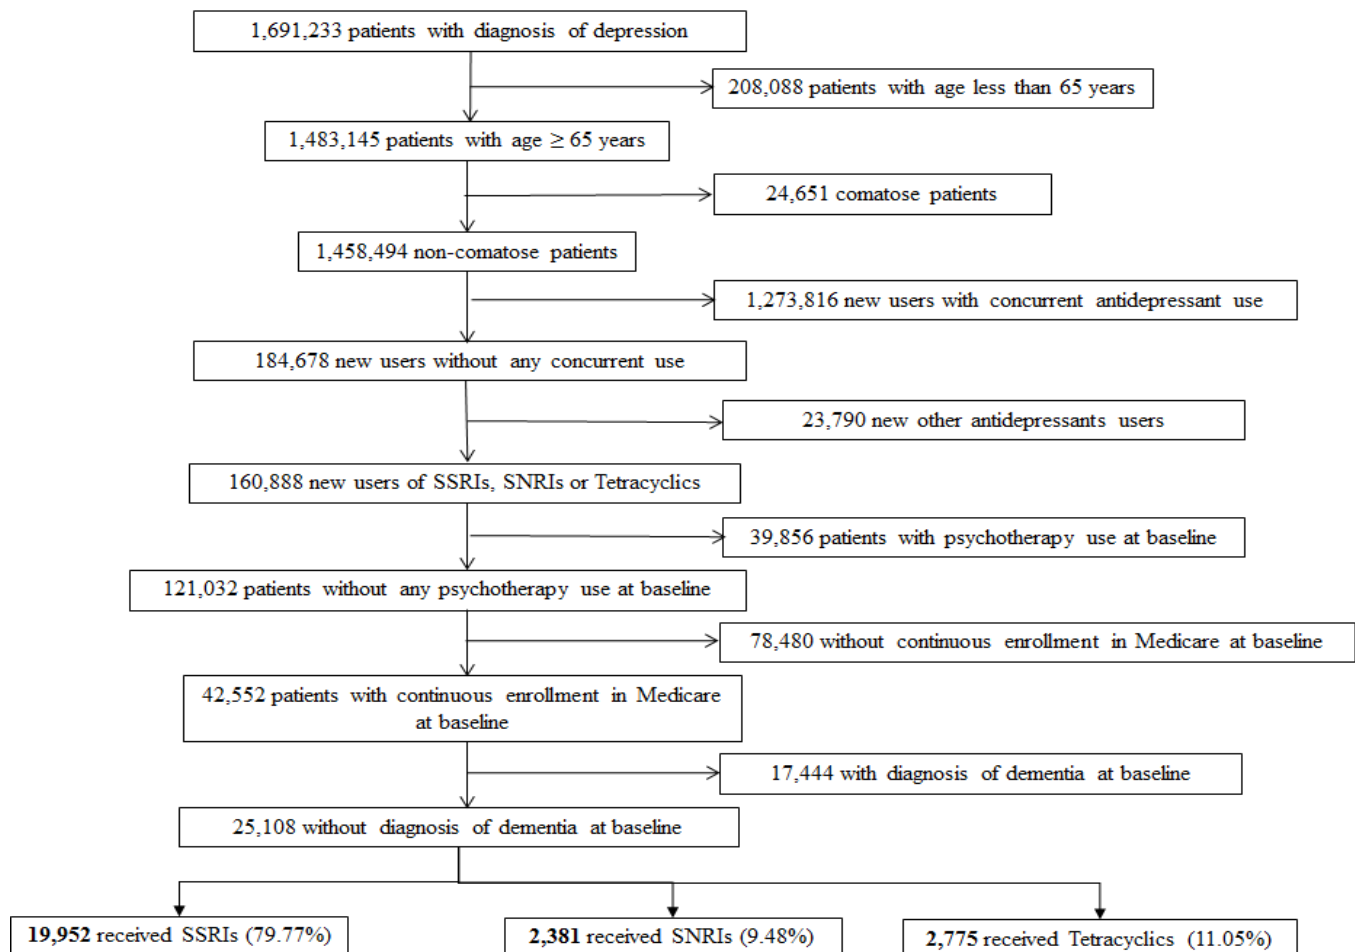 1,691,233 patients with diagnosis of depression
208,088 patients with age less than 65 years
1,483,145 patients with age ≥ 65 years
24,651 comatose patients
1,458,494 non-comatose patients
1,273,816 new users with concurrent antidepressant use
184,678 new users without any concurrent use
23,790 new other antidepressants users
160,888 new users of SSRIs, SNRIs or Tetracyclics
39,856 patients with psychotherapy use at baseline
121,032 patients without any psychotherapy use at baseline
78,480 without continuous enrollment in Medicare at baseline
42,552 patients with continuous enrollment in Medicare
at baseline
17,444 with diagnosis of dementia at baseline
25,108 without diagnosis of dementia at baseline
19,952 received SSRIs (79.77%)
2,381 received SNRIs (9.48%)
2,775 received Tetracyclics (11.05%)